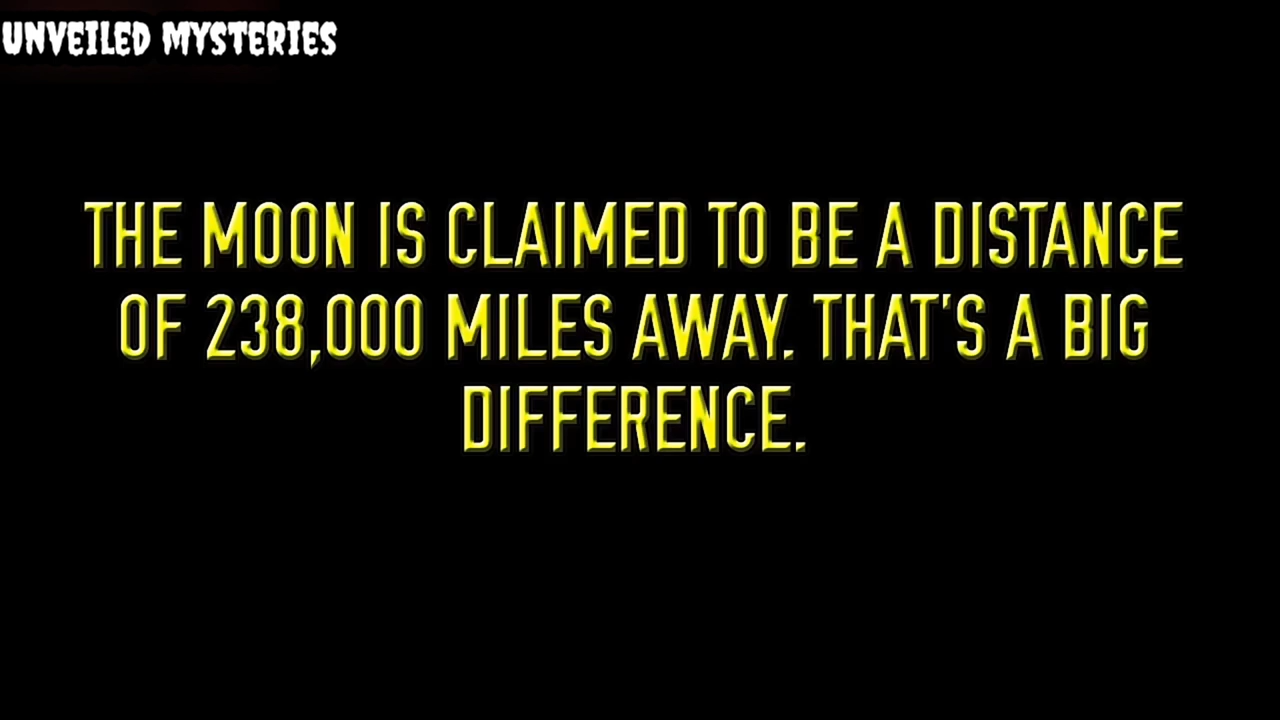 UNVEILED MYSTERIES
THE MOON IS CLAIMED TO BE A DISTANCE
OF 238,000 MILES AWAY. THAT'S A BIG
DIFFERENCE.